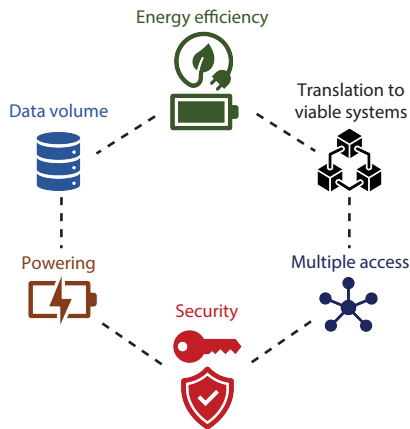 Energy efficiency
Data volume
Translation to
viable systems
Powering
Multiple access
Security